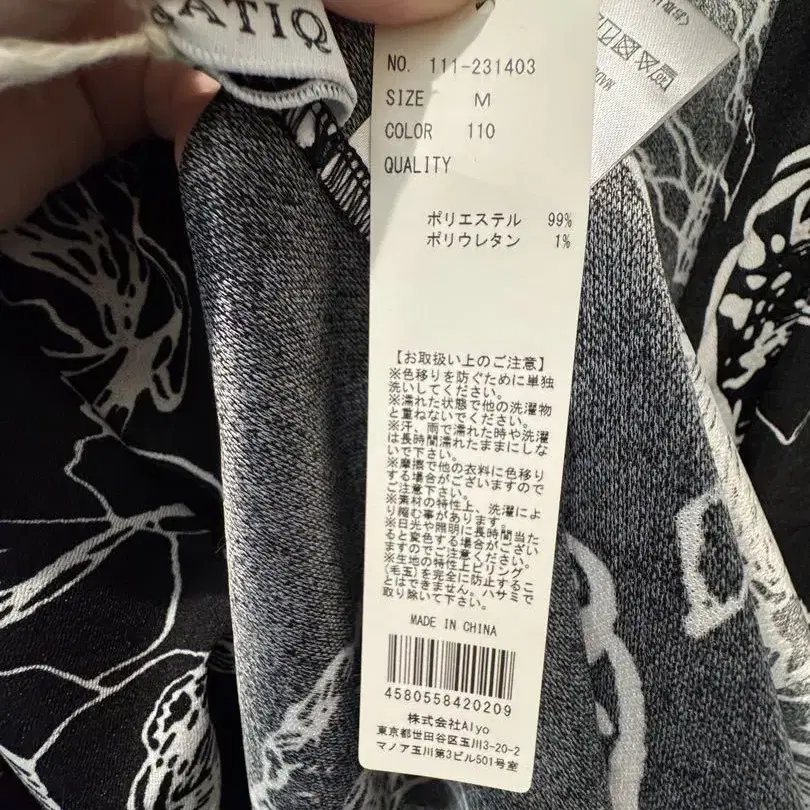 ATIQ
NO. 111-231403
SIZE M
COLOR 110
QUALITY
ポリエステル 99%
ポリウレタン 1%
【お取扱い上のご注意】
※色移りを防ぐために単独
洗いしてください。
※濡れた状態で他の洗濯物
と重ねないでください。
※汗、雨で濡れた時や洗濯
は長時間濡れたままにしな
いで下さい。
※摩擦で他の衣料に色移り
する場合がございますので
ご注意下さい。
※素材の特性上、洗濯によ
り縮む事があります。
※日光や照明に長時間当た
ると変色する場合がござい
ますのでご注意ください。
※生地の特性上ピリング
(毛玉)を完全に防止するこ
とはできません。ハサミで
取り除いて下さい。
MADE IN CHINA
4580558420209
株式会社Alyo
東京都世田谷区玉川3-20-2
マノア玉川第3ビル501号室